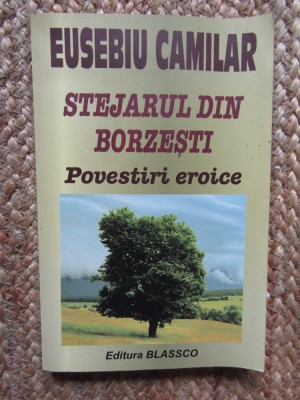 EUSEBIU CAMILAR
STEJARUL DIN
BORZEȘTI
Povestiri eroice
Editura BLASSCO